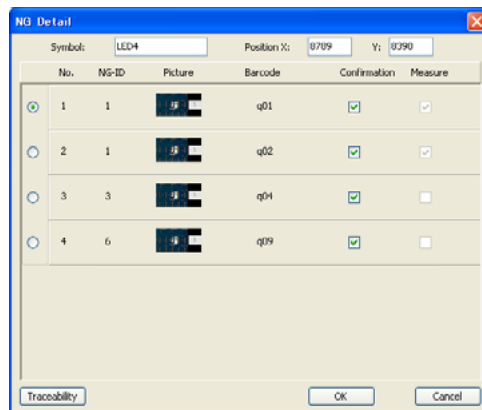 NG Detail
Symbol: LED4 Position X: 8789 Y: 8390
No. NG-ID Picture Barcode Confirmation Measure
1 1 q01
2 1 q02
3 3 q04
4 6 q09
Traceability OK Cancel